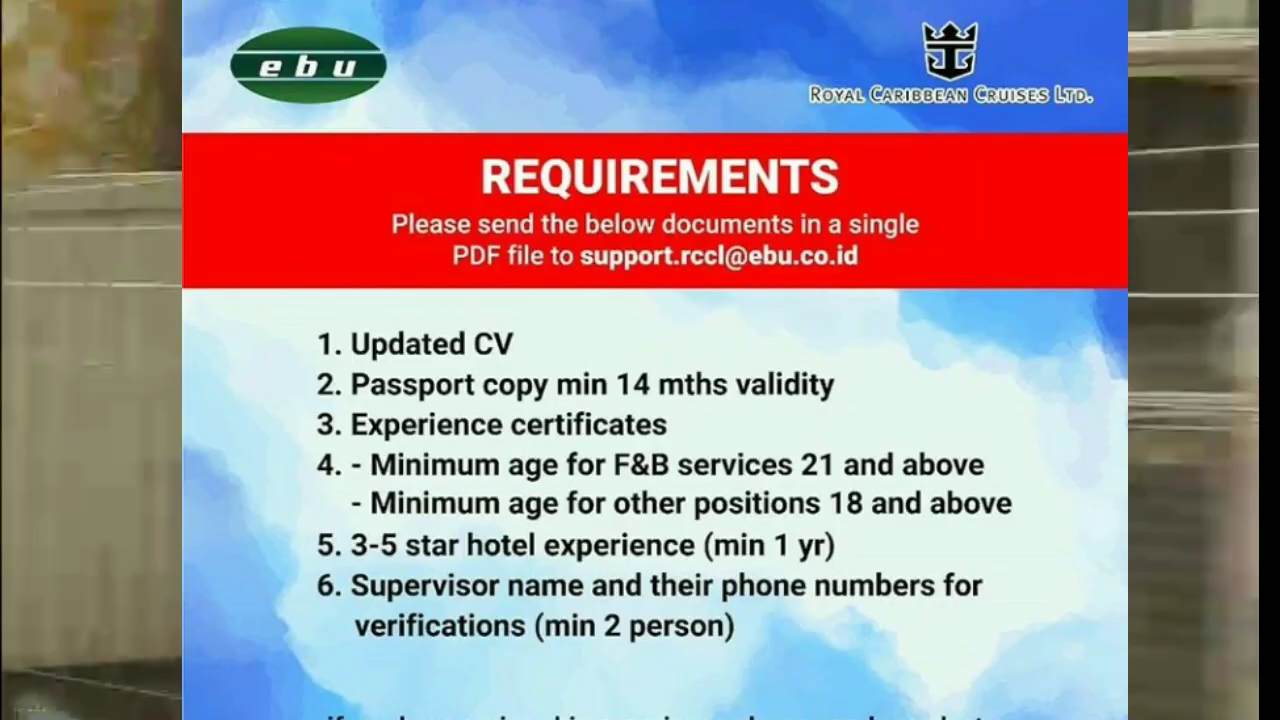 ebu
ROYAL CARIBBEAN CRUISES LTD.
REQUIREMENTS
Please send the below documents in a single
PDF file to support.rccl@ebu.co.id
1. Updated CV
2. Passport copy min 14 mths validity
3. Experience certificates
4. - Minimum age for F&B services 21 and above
- Minimum age for other positions 18 and above
5. 3-5 star hotel experience (min 1 yr)
6. Supervisor name and their phone numbers for
verifications (min 2 person)